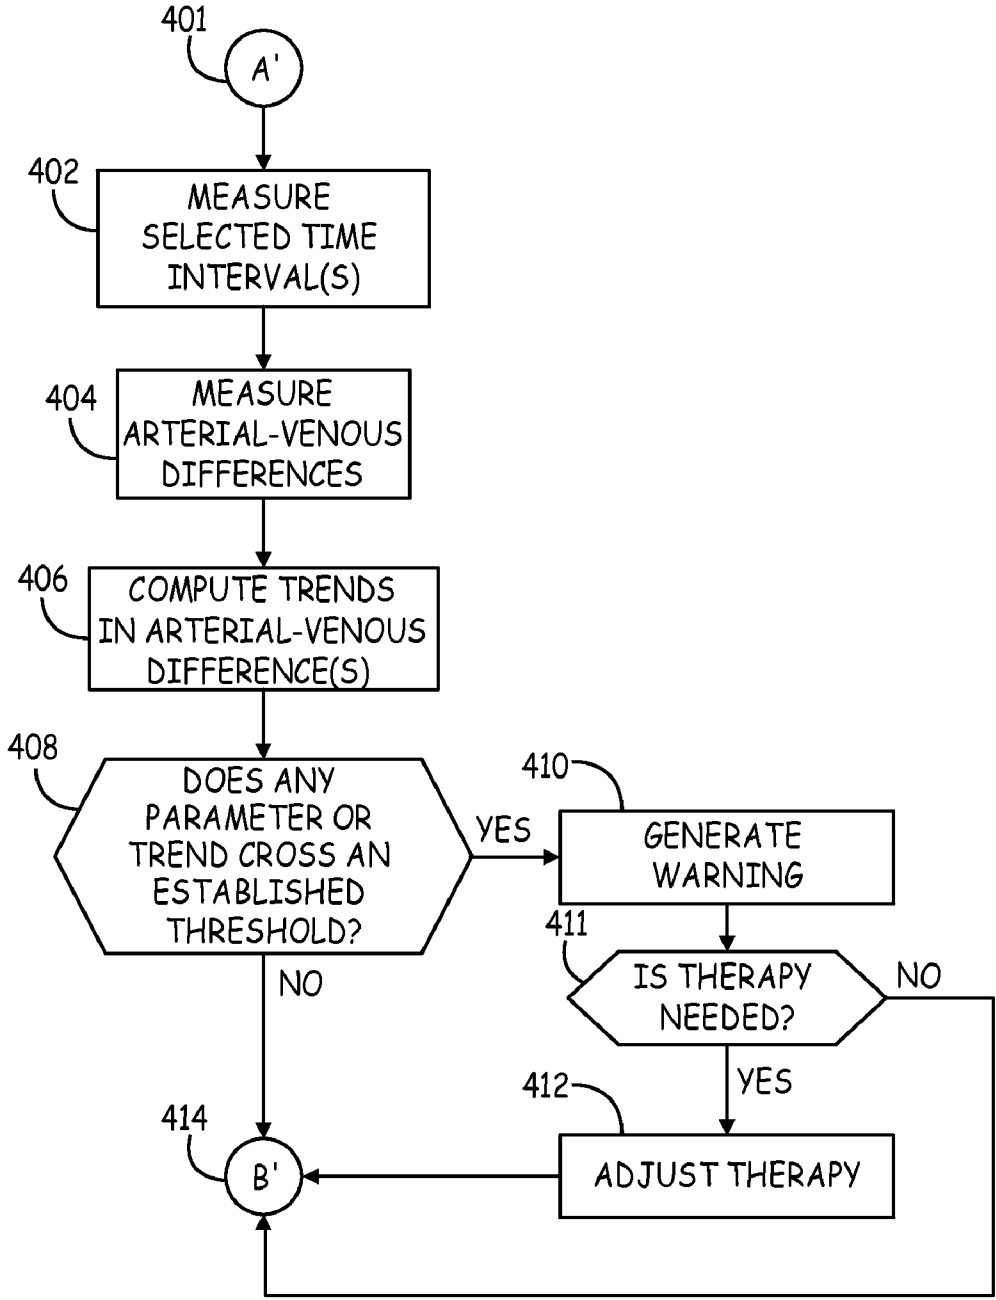 401
A'
402
MEASURE
SELECTED TIME
INTERVAL(S)
404
MEASURE
ARTERIAL-VENOUS
DIFFERENCES
406
COMPUTE TRENDS
IN ARTERIAL-VENOUS
DIFFERENCE(S)
408
DOES ANY
PARAMETER OR
TREND CROSS AN
ESTABLISHED
THRESHOLD?
YES
NO
410
GENERATE
WARNING
411
IS THERAPY
NEEDED?
NO
YES
412
ADJUST THERAPY
414
B'